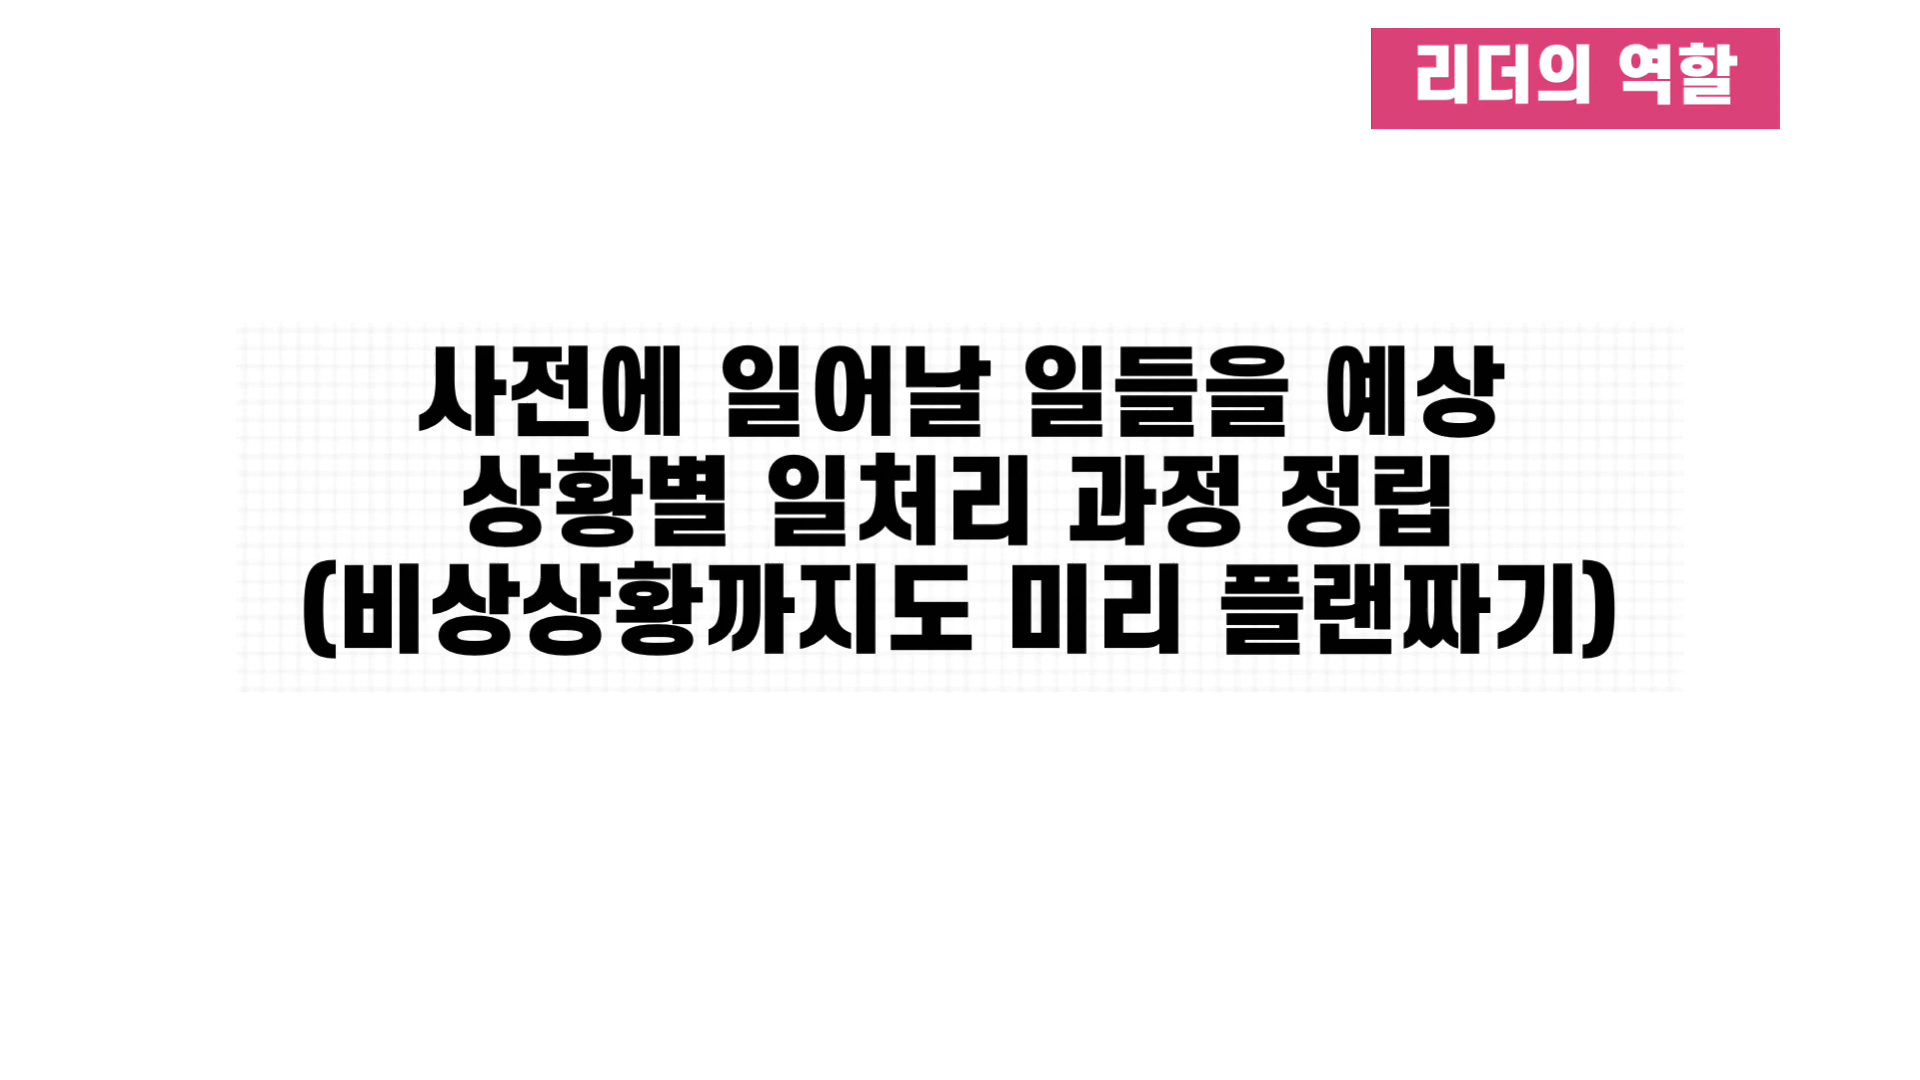 리더의 역할
사전에 일어날 일들을 예상
상황별 일처리 과정 정립
(비상상황까지도 미리 플랜짜기)